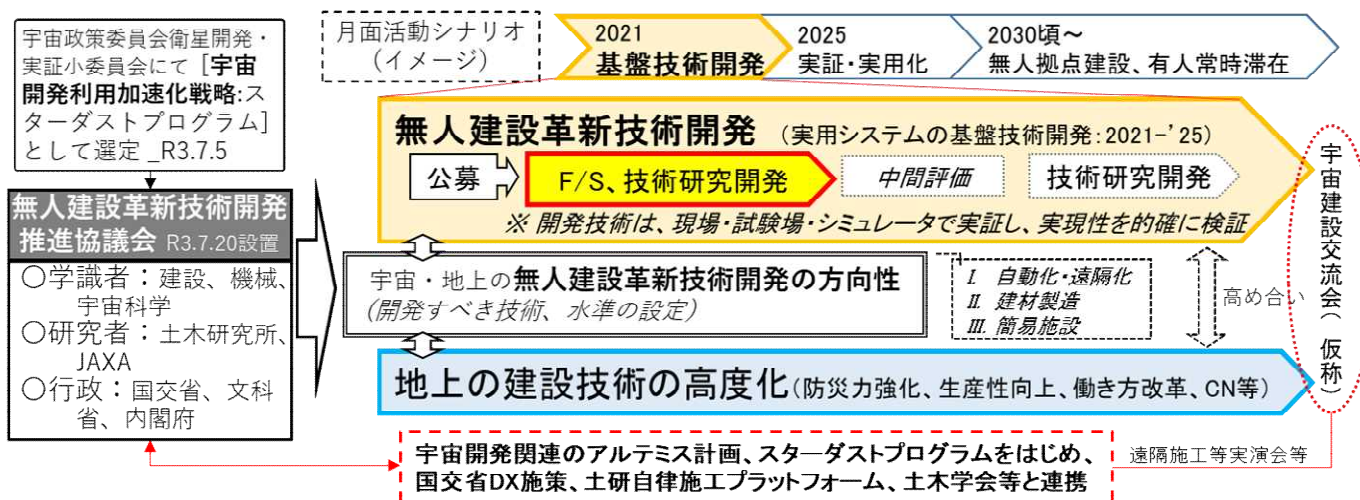 宇宙政策委員会衛星開発・
実証小委員会にて［宇宙
開発利用加速化戦略:ス
ターダストプログラム］
として選定 _R3.7.5
無人建設革新技術開発
推進協議会 R3.7.20設置
○学識者：建設、機械、
宇宙科学
○研究者：土木研究所、
JAXA
○行政：国交省、文科
省、内閣府
月面活動シナリオ
（イメージ）
2021
基盤技術開発
2025
実証・実用化
2030頃～
無人拠点建設、有人常時滞在
無人建設革新技術開発 （実用システムの基盤技術開発：2021-’25）
公募
F/S、技術研究開発
中間評価
技術研究開発
※ 開発技術は、現場・試験場・シミュレータで実証し、実現性を的確に検証
宇宙・地上の無人建設革新技術開発の方向性
（開発すべき技術、水準の設定）
Ⅰ. 自動化・遠隔化
Ⅱ. 建材製造
Ⅲ. 簡易施設
高め合い
地上の建設技術の高度化（防災力強化、生産性向上、働き方改革、CN等）
宇宙建設交流会（仮称）
宇宙開発関連のアルテミス計画、スターダストプログラムをはじめ、
国交省DX施策、土研自律施工プラットフォーム、土木学会等と連携
遠隔施工等実演会等